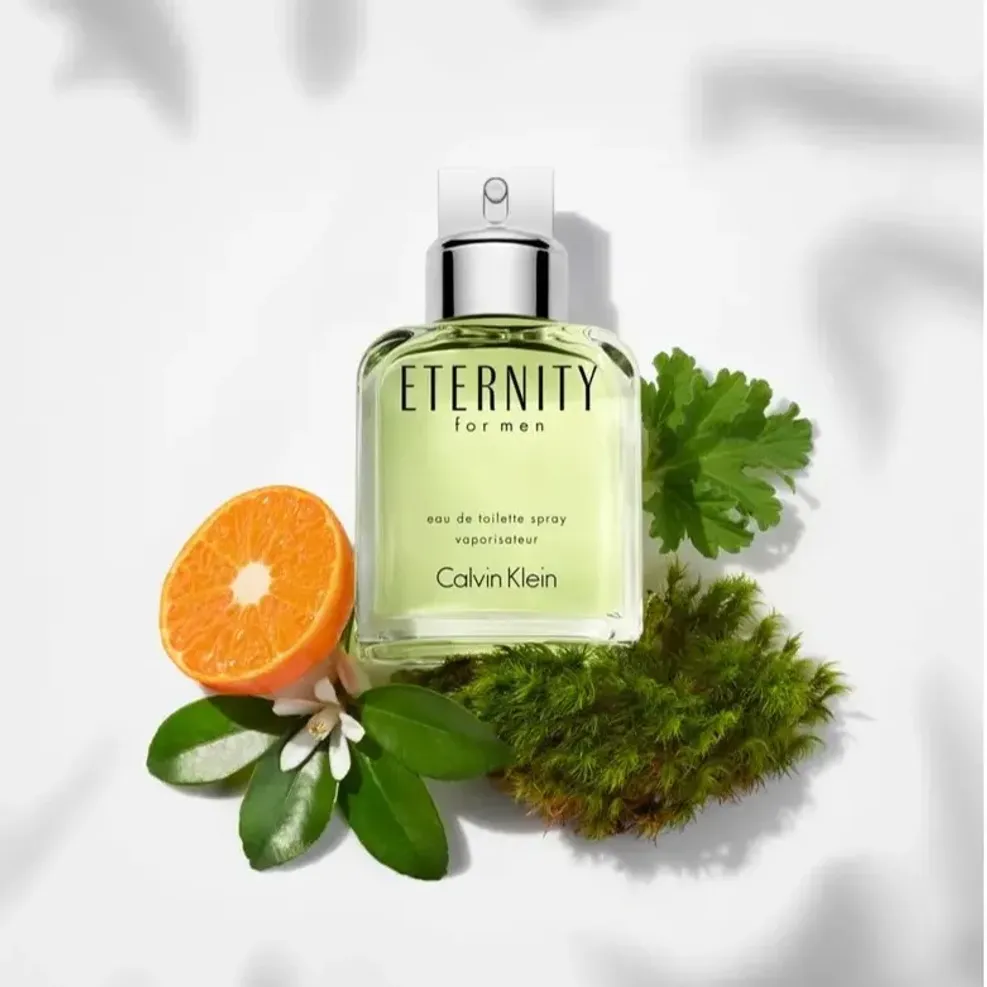 ETERNITY
for men
eau de toilette spray
vaporisateur
Calvin Klein